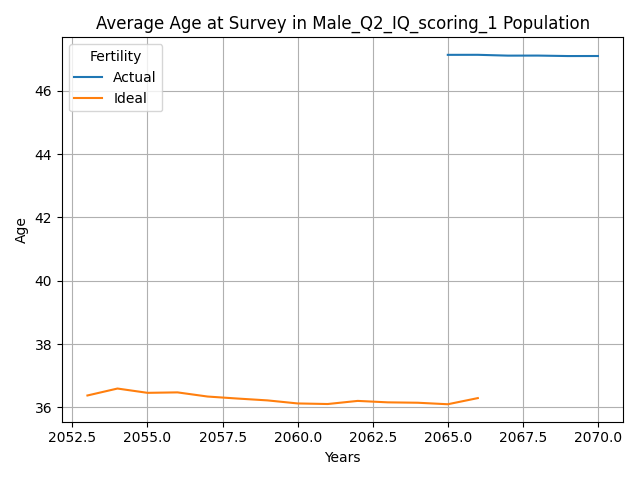 Average Age at Survey in Male_Q2_IQ_scoring_1 Population
Fertility
Actual
Ideal
Age
46
44
42
40
38
36
2052.5 2055.0 2057.5 2060.0 2062.5 2065.0 2067.5 2070.0
Years